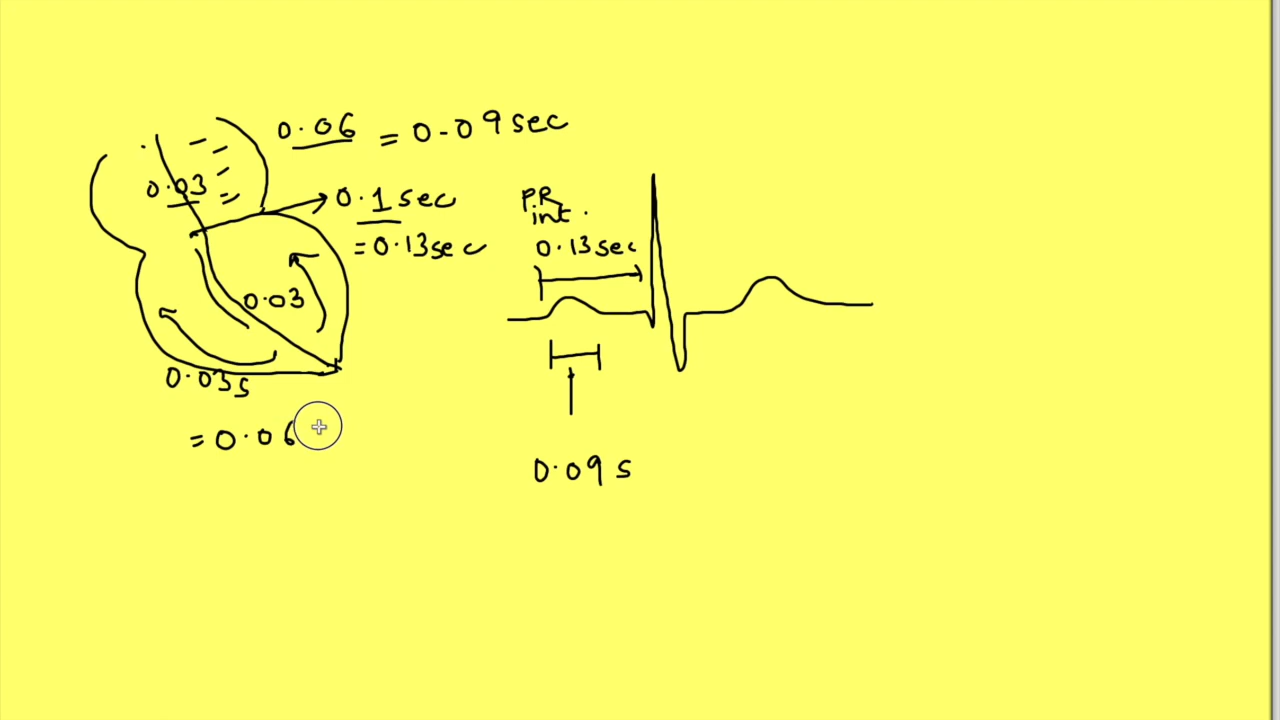 0.06 = 0.09 sec
0.03
0.1 sec
= 0.13 sec
0.03
0.03 s
= 0.06
P.R
int.
0.13 sec
0.09 s